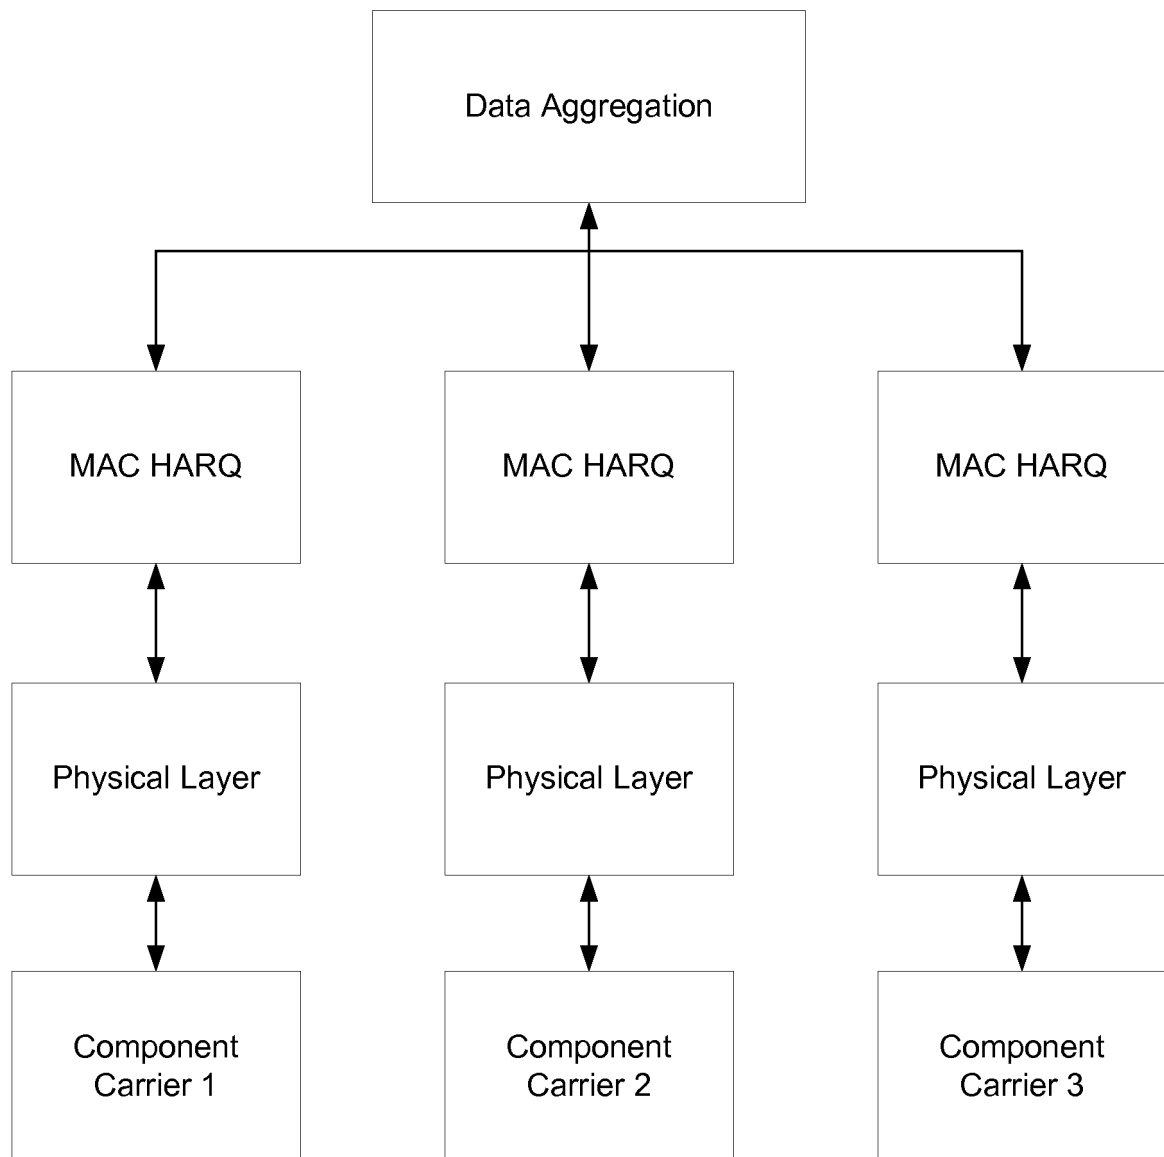 Data Aggregation
MAC HARQ
MAC HARQ
MAC HARQ
Physical Layer
Physical Layer
Physical Layer
Component
Carrier 1
Component
Carrier 2
Component
Carrier 3